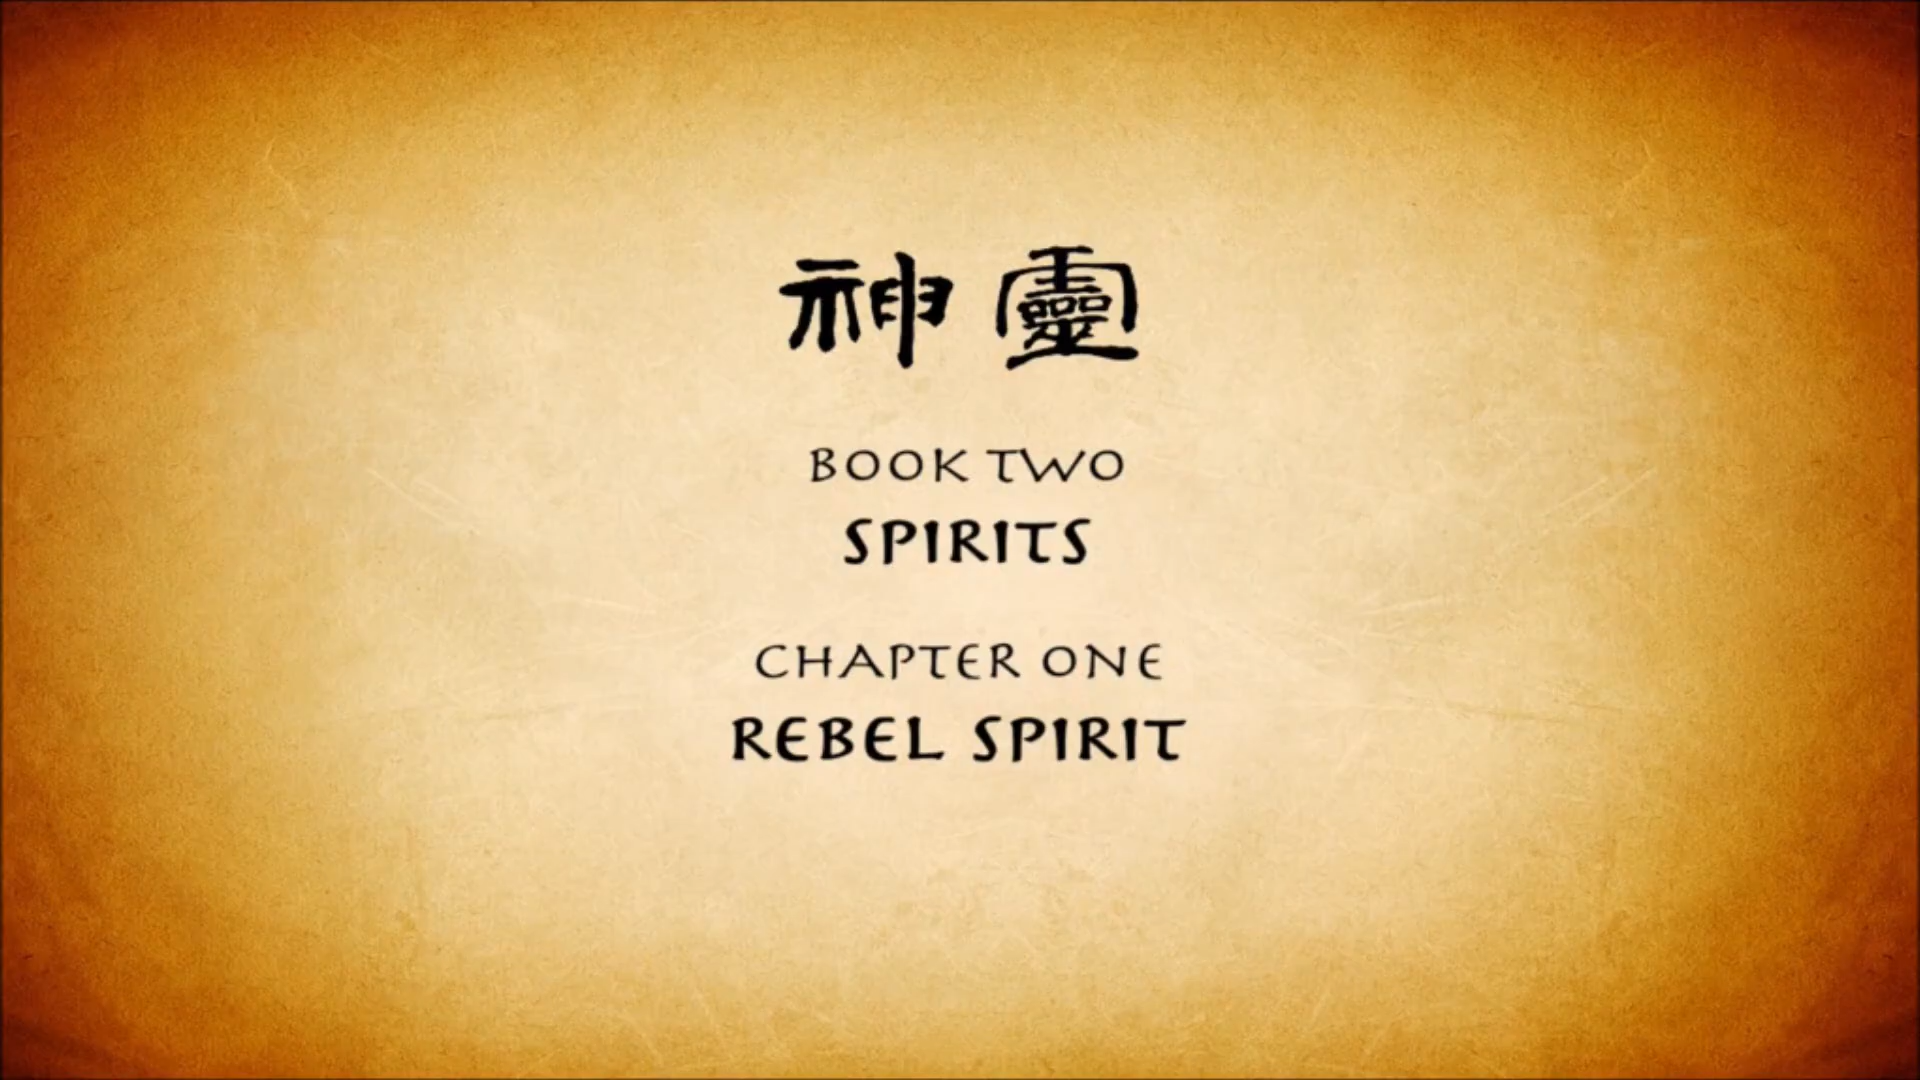 神靈
BOOK TWO
SPIRITS
CHAPTER ONE
REBEL SPIRIT